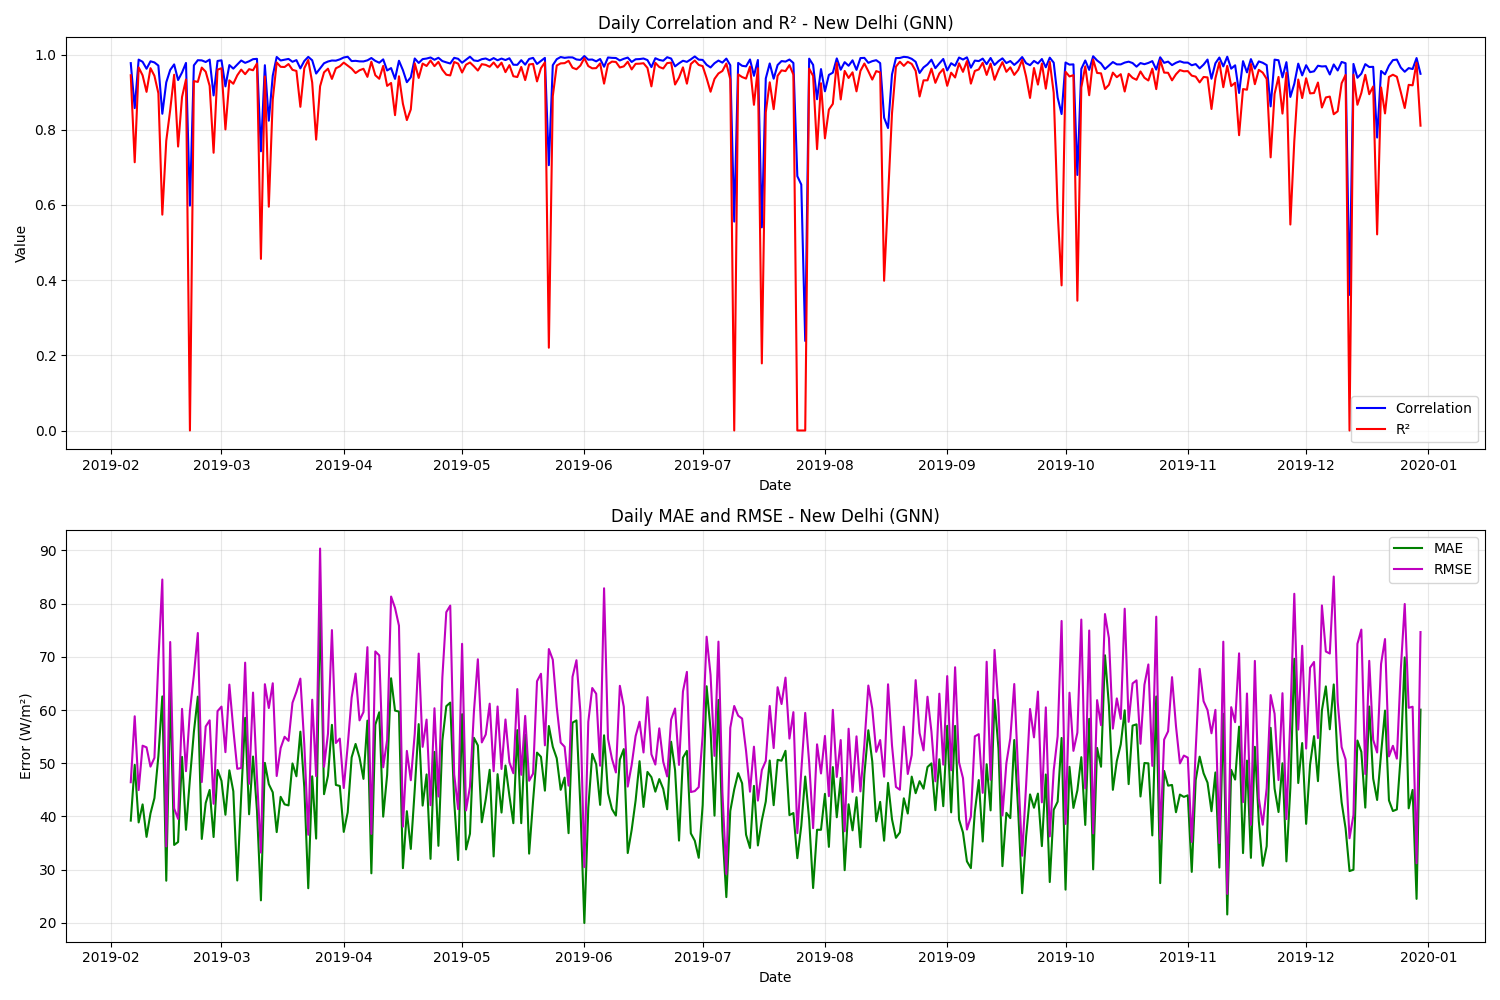 Daily Correlation and R² - New Delhi (GNN)
Value
1.0
0.8
0.6
0.4
0.2
0.0
Correlation
R²
2019-02 2019-03 2019-04 2019-05 2019-06 2019-07 2019-08 2019-09 2019-10 2019-11 2019-12 2020-01
Date
Daily MAE and RMSE - New Delhi (GNN)
Error (W/m²)
90
80
70
60
50
40
30
20
MAE
RMSE
2019-02 2019-03 2019-04 2019-05 2019-06 2019-07 2019-08 2019-09 2019-10 2019-11 2019-12 2020-01
Date